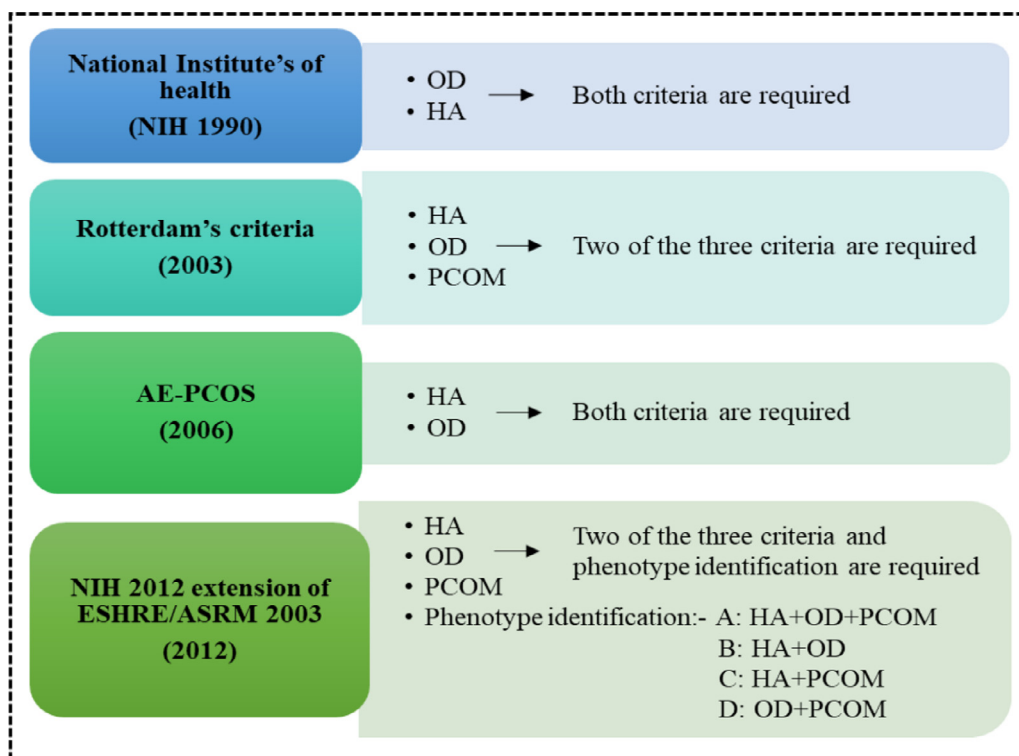 National Institute's of
health
(NIH 1990)
• OD
• HA
Both criteria are required
Rotterdam's criteria
(2003)
• HA
• OD
• PCOM
Two of the three criteria are required
AE-PCOS
(2006)
• HA
• OD
Both criteria are required
NIH 2012 extension of
ESHRE/ASRM 2003
(2012)
• HA
• OD
• PCOM
Two of the three criteria and
phenotype identification are required
• Phenotype identification:- A: HA+OD+PCOM
B: HA+OD
C: HA+PCOM
D: OD+PCOM